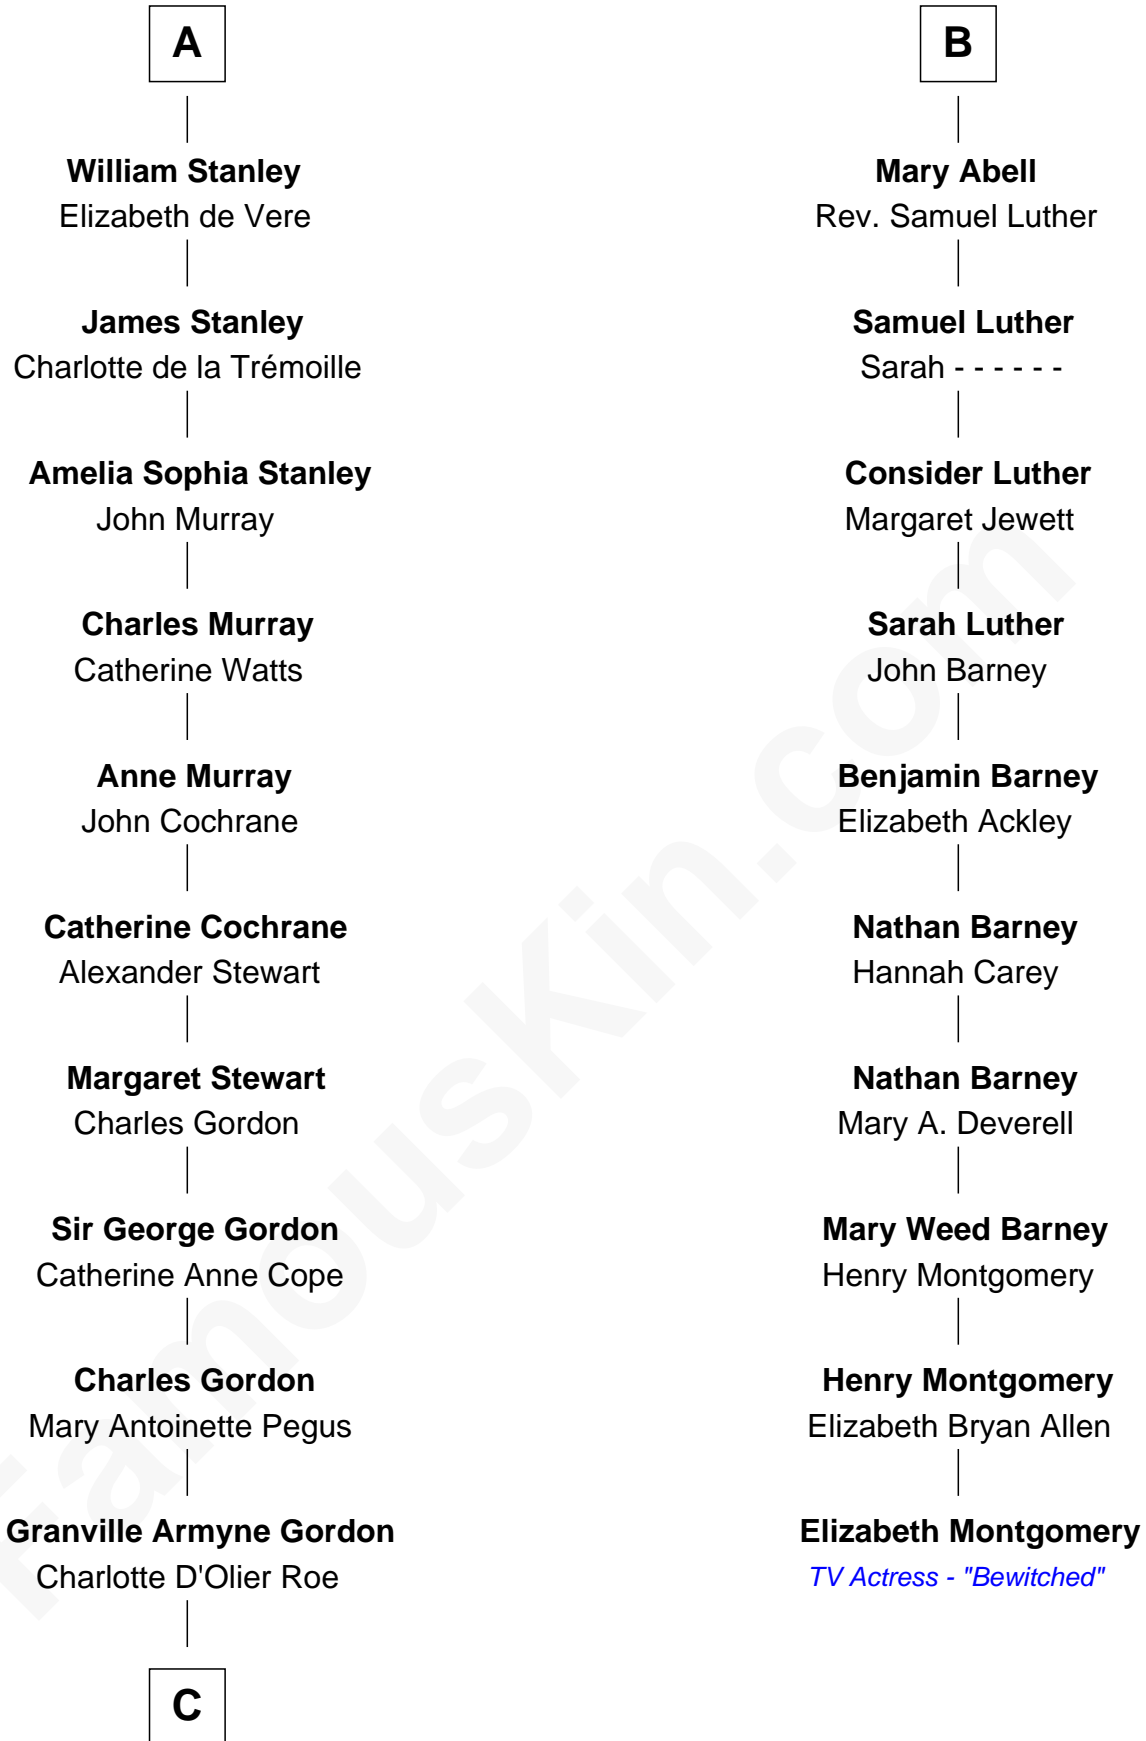 A
William Stanley
Elizabeth de Vere
James Stanley
Charlotte de la Trémoille
Amelia Sophia Stanley
John Murray
Charles Murray
Catherine Watts
Anne Murray
John Cochrane
Catherine Cochrane
Alexander Stewart
Margaret Stewart
Charles Gordon
Sir George Gordon
Catherine Anne Cope
Charles Gordon
Mary Antoinette Pegus
Granville Armyne Gordon
Charlotte D'Olier Roe
C
B
Mary Abell
Rev. Samuel Luther
Samuel Luther
Sarah - - - - - -
Consider Luther
Margaret Jewett
Sarah Luther
John Barney
Benjamin Barney
Elizabeth Ackley
Nathan Barney
Hannah Carey
Nathan Barney
Mary A. Deverell
Mary Weed Barney
Henry Montgomery
Henry Montgomery
Elizabeth Bryan Allen
Elizabeth Montgomery
TV Actress - "Bewitched"
FamousKin.com